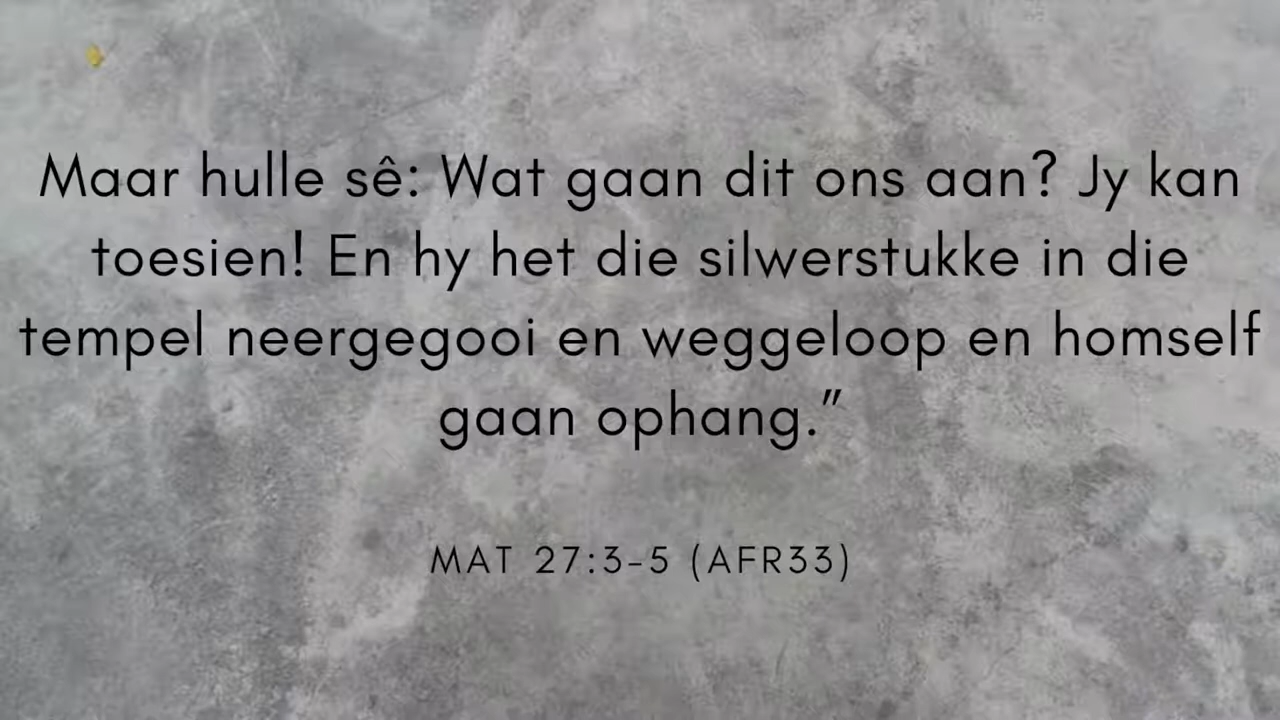 Maar hulle sê: Wat gaan dit ons aan? Jy kan
toesien! En hy het die silwerstukke in die
tempel neergegooi en weggeloop en homself
gaan ophang.”
MAT 27:3-5 (AFR33)